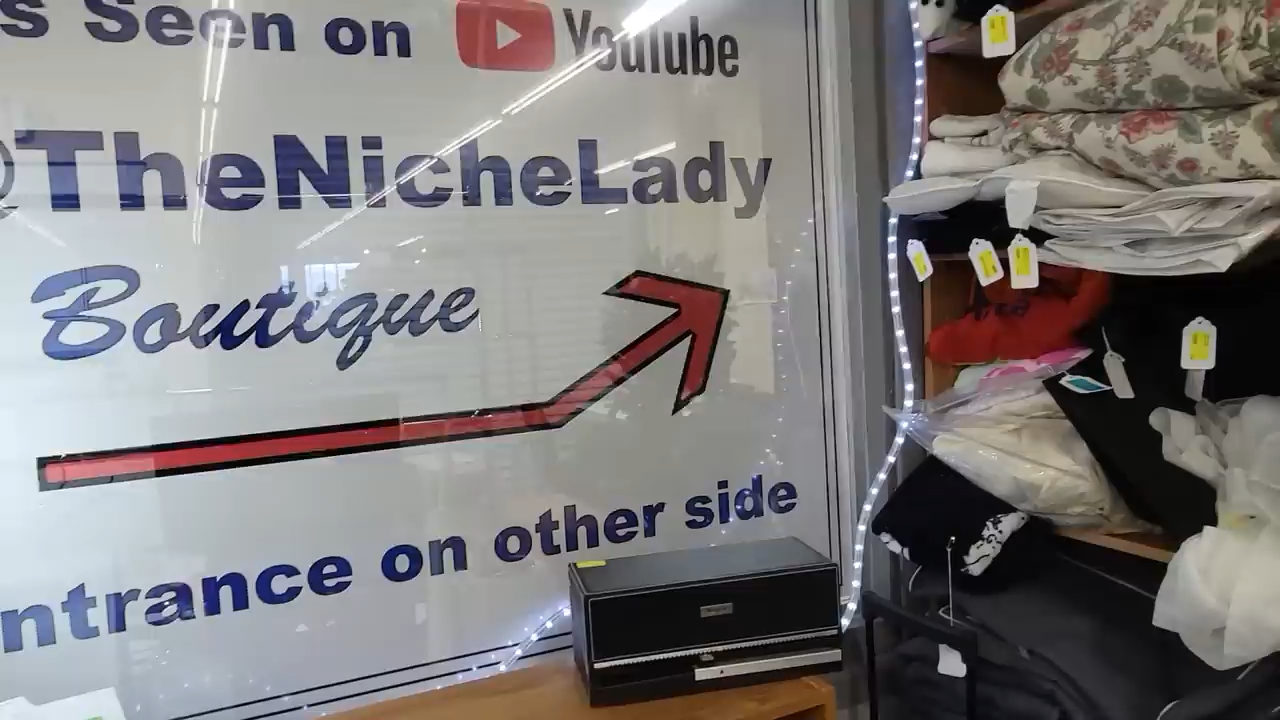 s Seen on YouTube
@TheNicheLady
Boutique
ntrance on other side